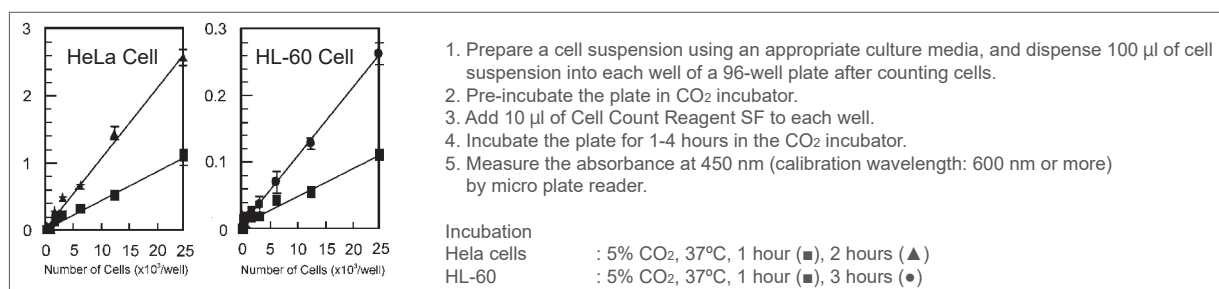 3
2
1
0
HeLa Cell
0 5 10 15 20 25
Number of Cells (x10³/well)
0.3
0.2
0.1
0
HL-60 Cell
0 5 10 15 20 25
Number of Cells (x10³/well)
1. Prepare a cell suspension using an appropriate culture media, and dispense 100 µl of cell
suspension into each well of a 96-well plate after counting cells.
2. Pre-incubate the plate in CO₂ incubator.
3. Add 10 µl of Cell Count Reagent SF to each well.
4. Incubate the plate for 1-4 hours in the CO₂ incubator.
5. Measure the absorbance at 450 nm (calibration wavelength: 600 nm or more)
by micro plate reader.
Incubation
Hela cells : 5% CO₂, 37ºC, 1 hour (■), 2 hours (▲)
HL-60 : 5% CO₂, 37ºC, 1 hour (■), 3 hours (●)